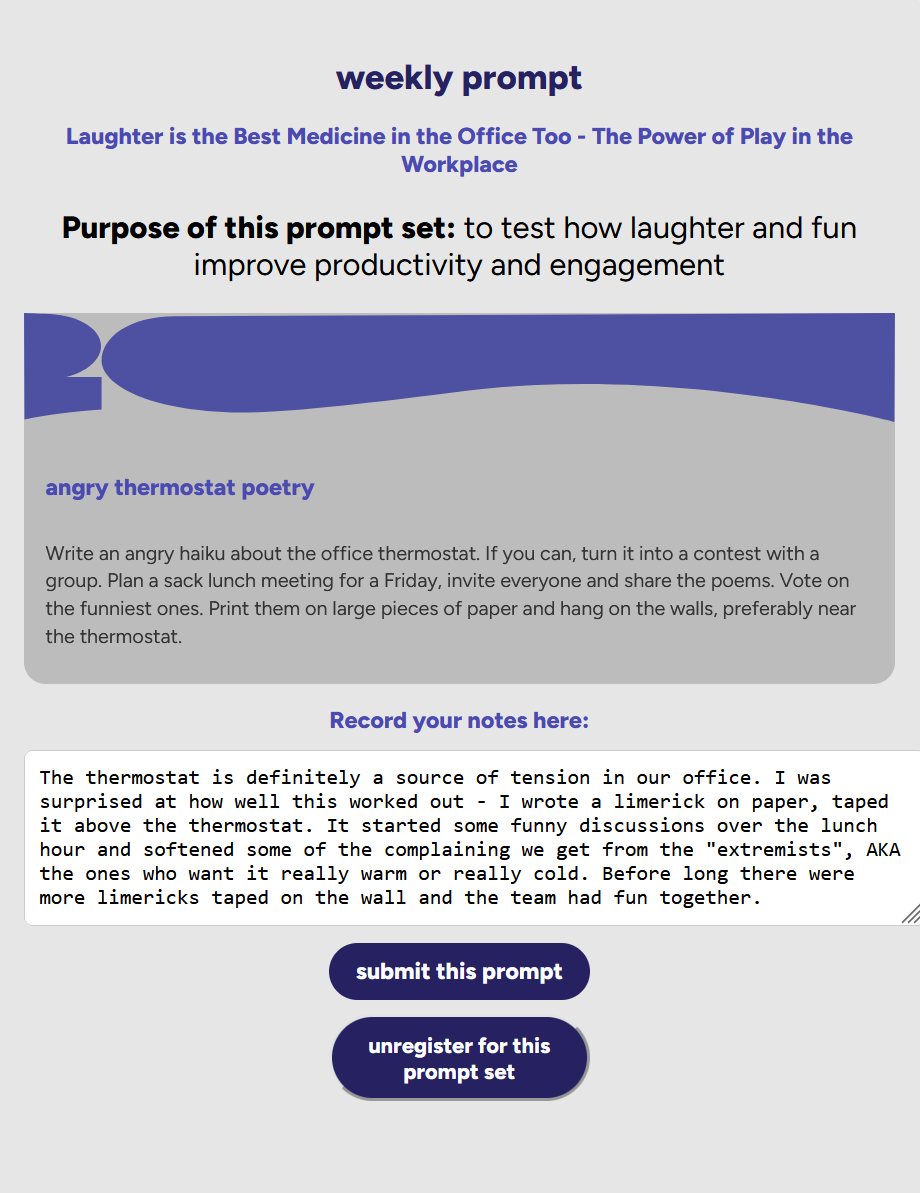 weekly prompt
Laughter is the Best Medicine in the Office Too - The Power of Play in the
Workplace
Purpose of this prompt set: to test how laughter and fun
improve productivity and engagement
2
angry thermostat poetry
Write an angry haiku about the office thermostat. If you can, turn it into a contest with a
group. Plan a sack lunch meeting for a Friday, invite everyone and share the poems. Vote on
the funniest ones. Print them on large pieces of paper and hang on the walls, preferably near
the thermostat.
Record your notes here:
The thermostat is definitely a source of tension in our office. I was
surprised at how well this worked out - I wrote a limerick on paper, taped
it above the thermostat. It started some funny discussions over the lunch
hour and softened some of the complaining we get from the "extremists", AKA
the ones who want it really warm or really cold. Before long there were
more limericks taped on the wall and the team had fun together.
submit this prompt
unregister for this
prompt set